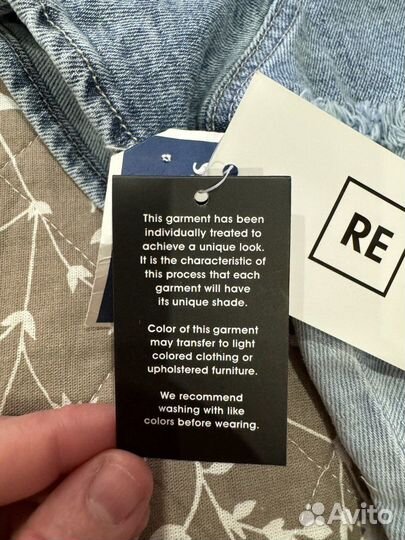 This garment has been
individually treated to
achieve a unique look.
It is the characteristic of
this process that each
garment will have
its unique shade.
Color of this garment
may transfer to light
colored clothing or
upholstered furniture.
We recommend
washing with like
colors before wearing.
RE
Avito